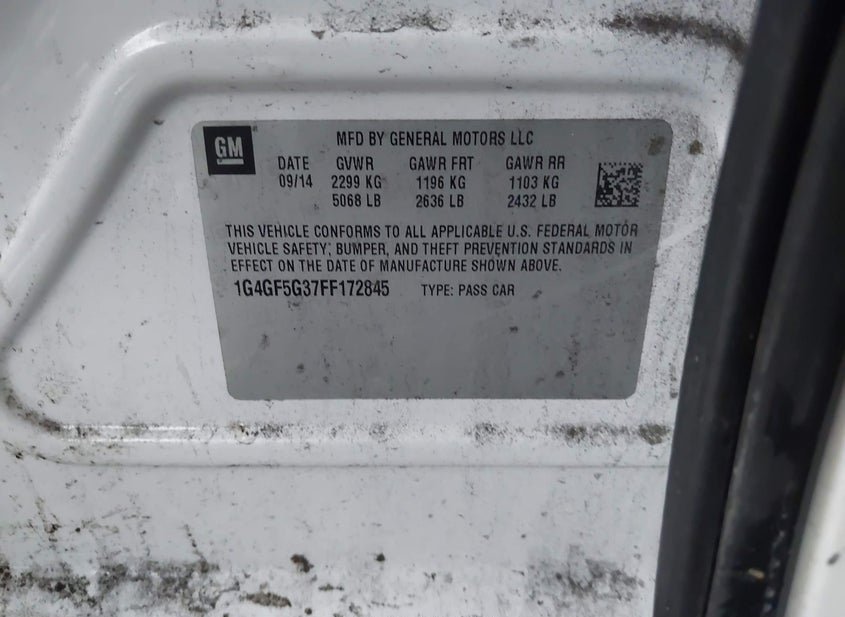 GM
MFD BY GENERAL MOTORS LLC
DATE GVWR GAWR FRT GAWR RR
09/14 2299 KG 1196 KG 1103 KG
5068 LB 2636 LB 2432 LB
THIS VEHICLE CONFORMS TO ALL APPLICABLE U.S. FEDERAL MOTOR
VEHICLE SAFETY, BUMPER, AND THEFT PREVENTION STANDARDS IN
EFFECT ON THE DATE OF MANUFACTURE SHOWN ABOVE.
1G4GF5G37FF172845 TYPE: PASS CAR